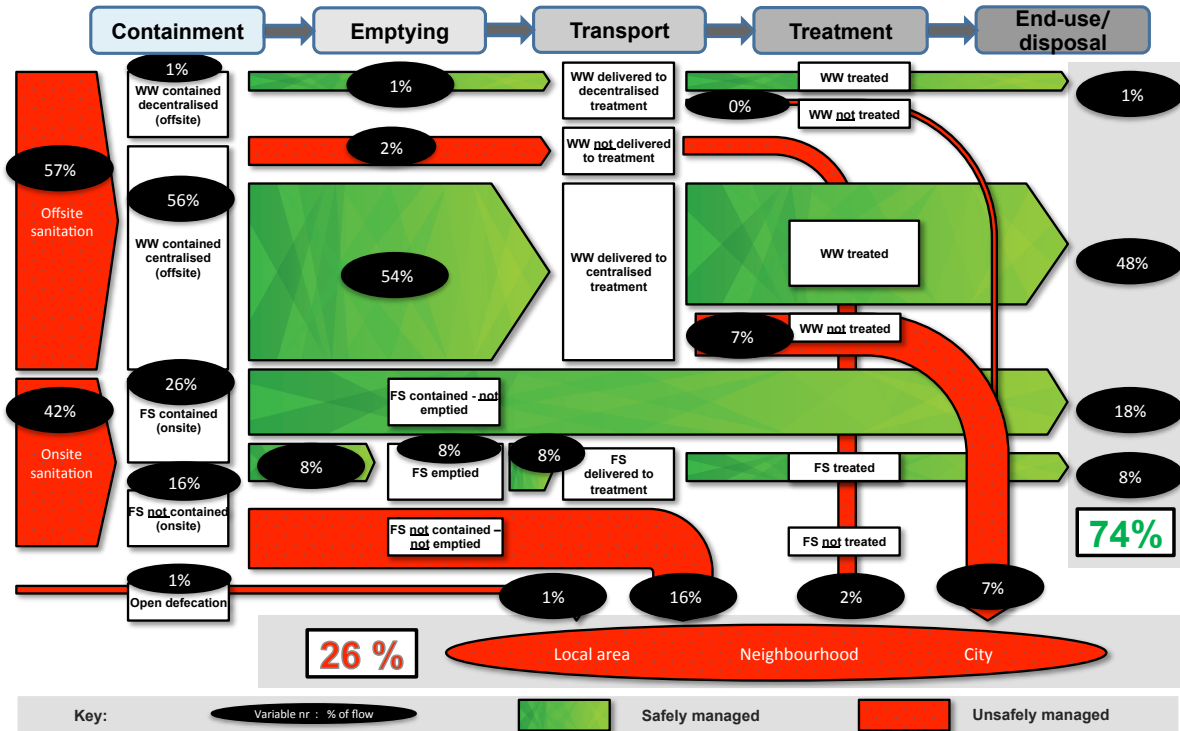 Containment
Emptying
Transport
Treatment
End-use/
disposal
1%
WW contained
decentralised
(offsite)
1%
WW delivered to
decentralised
treatment
WW treated
1%
0%
WW not treated
57%
Offsite
sanitation
2%
WW not delivered
to treatment
56%
WW contained
centralised
(offsite)
54%
WW delivered to
centralised
treatment
WW treated
48%
7%
WW not treated
42%
Onsite
sanitation
26%
FS contained
(onsite)
FS contained - not
emptied
18%
8%
8%
FS emptied
8%
FS
delivered to
treatment
FS treated
8%
16%
FS not contained
(onsite)
FS not contained –
not emptied
FS not treated
74%
1%
Open defecation
1%
16%
2%
7%
26 %
Local area
Neighbourhood
City
Key:
Variable nr : % of flow
Safely managed
Unsafely managed